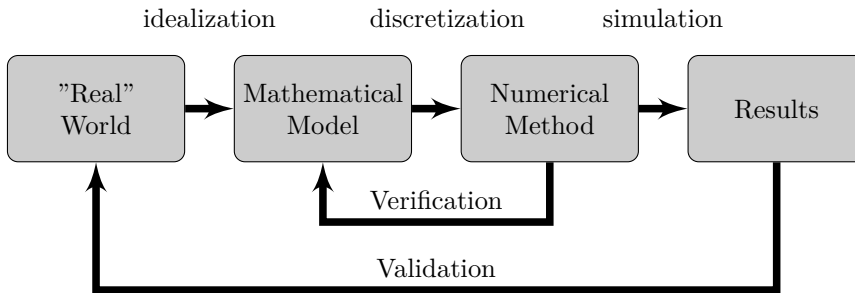 idealization
discretization
simulation
”Real”
World
Mathematical
Model
Numerical
Method
Results
Verification
Validation